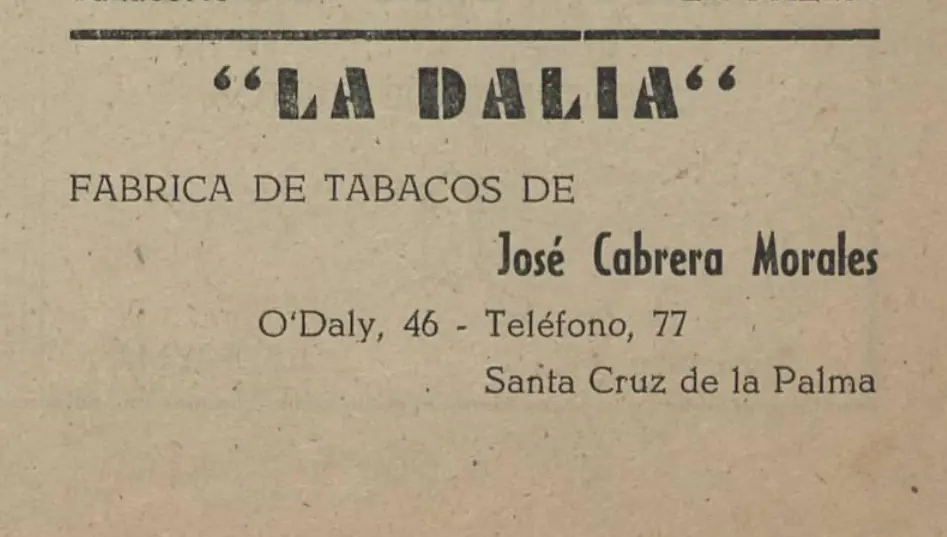 "LA DALIA"
FABRICA DE TABACOS DE
José Cabrera Morales
O'Daly, 46 - Teléfono, 77
Santa Cruz de la Palma